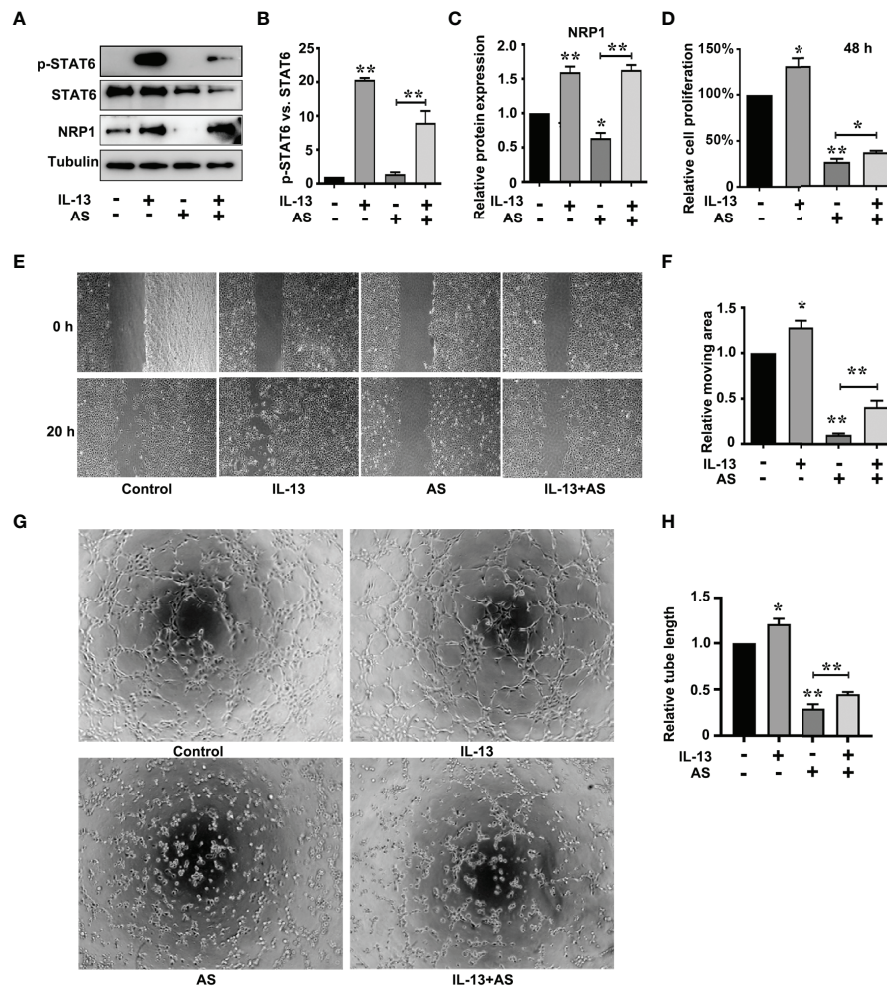 A
p-STAT6
STAT6
NRP1
Tubulin
IL-13 - + - +
AS - - + +
B
p-STAT6 vs. STAT6
25
20
15
10
5
0
**
**
IL-13 - + - +
AS - - + +
C
NRP1
Relative protein expression
2.0
1.5
1.0
0.5
0.0
**
*
**
IL-13 - + - +
AS - - + +
D
48 h
Relative cell proliferation
150%
100%
50%
0
*
**
*
IL-13 - + - +
AS - - + +
E
0 h
20 h
Control IL-13 AS IL-13+AS
F
Relative moving area
1.5
1.0
0.5
0
*
**
**
IL-13 - + - +
AS - - + +
G
Control IL-13
AS IL-13+AS
H
Relative tube length
1.5
1.0
0.5
0
*
**
**
IL-13 - + - +
AS - - + +